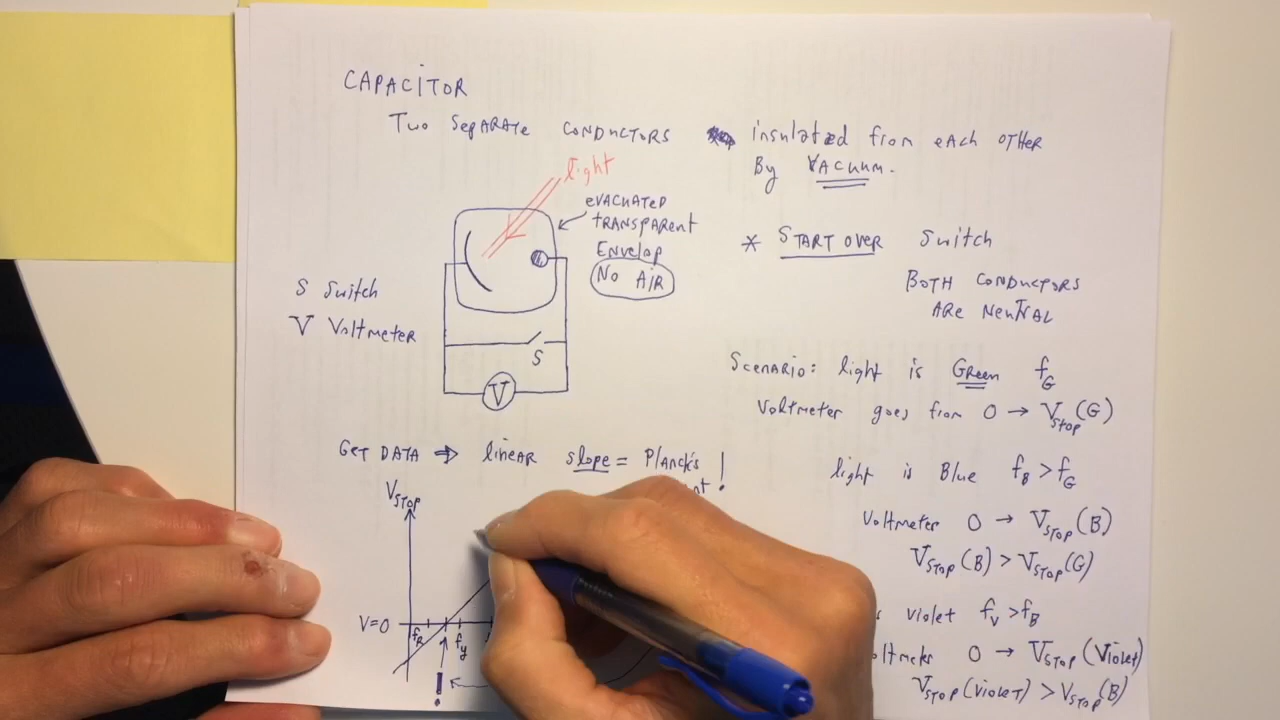 CAPACITOR
Two Separate Conductors insulated from each other
By Vacuum.
light
EVACUATED
TRANSPARENT
Envelop
No AiR
* START OVER Switch
BOTH CONDUCTORS
ARe NeUTRAL
S Switch
V Voltmeter
S
V
Scenario: light is Green fG
Voltmeter goes from 0 → VStop(G)
Get DATA ⇒ linear slope = Planck's
!
light is Blue fB > fG
Voltmeter 0 → VSTOP(B)
VSTOP(B) > VSTOP(G)
violet fV > fB
0 → VSTOP(Violet)
VSTOP(violet) > VSTOP(B)
VSTOP
V=0
fR
fy
!